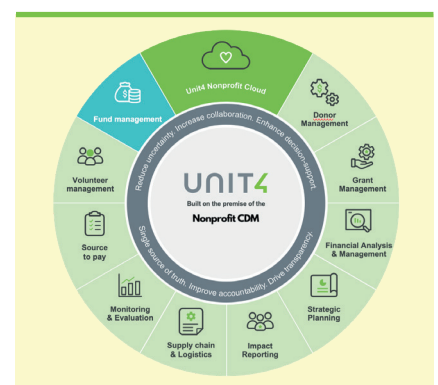 Unit4 Nonprofit Cloud
Donor
Management
Grant
Management
Financial Analysis
& Management
Strategic
Planning
Impact
Reporting
Supply chain
& Logistics
Monitoring
& Evaluation
Source
to pay
Volunteer
management
Fund management
Reduce uncertainty. Increase collaboration. Enhance decision-support.
Single source of truth. Improve accountability. Drive transparency.
UNIT4
Built on the premise of the
Nonprofit CDM